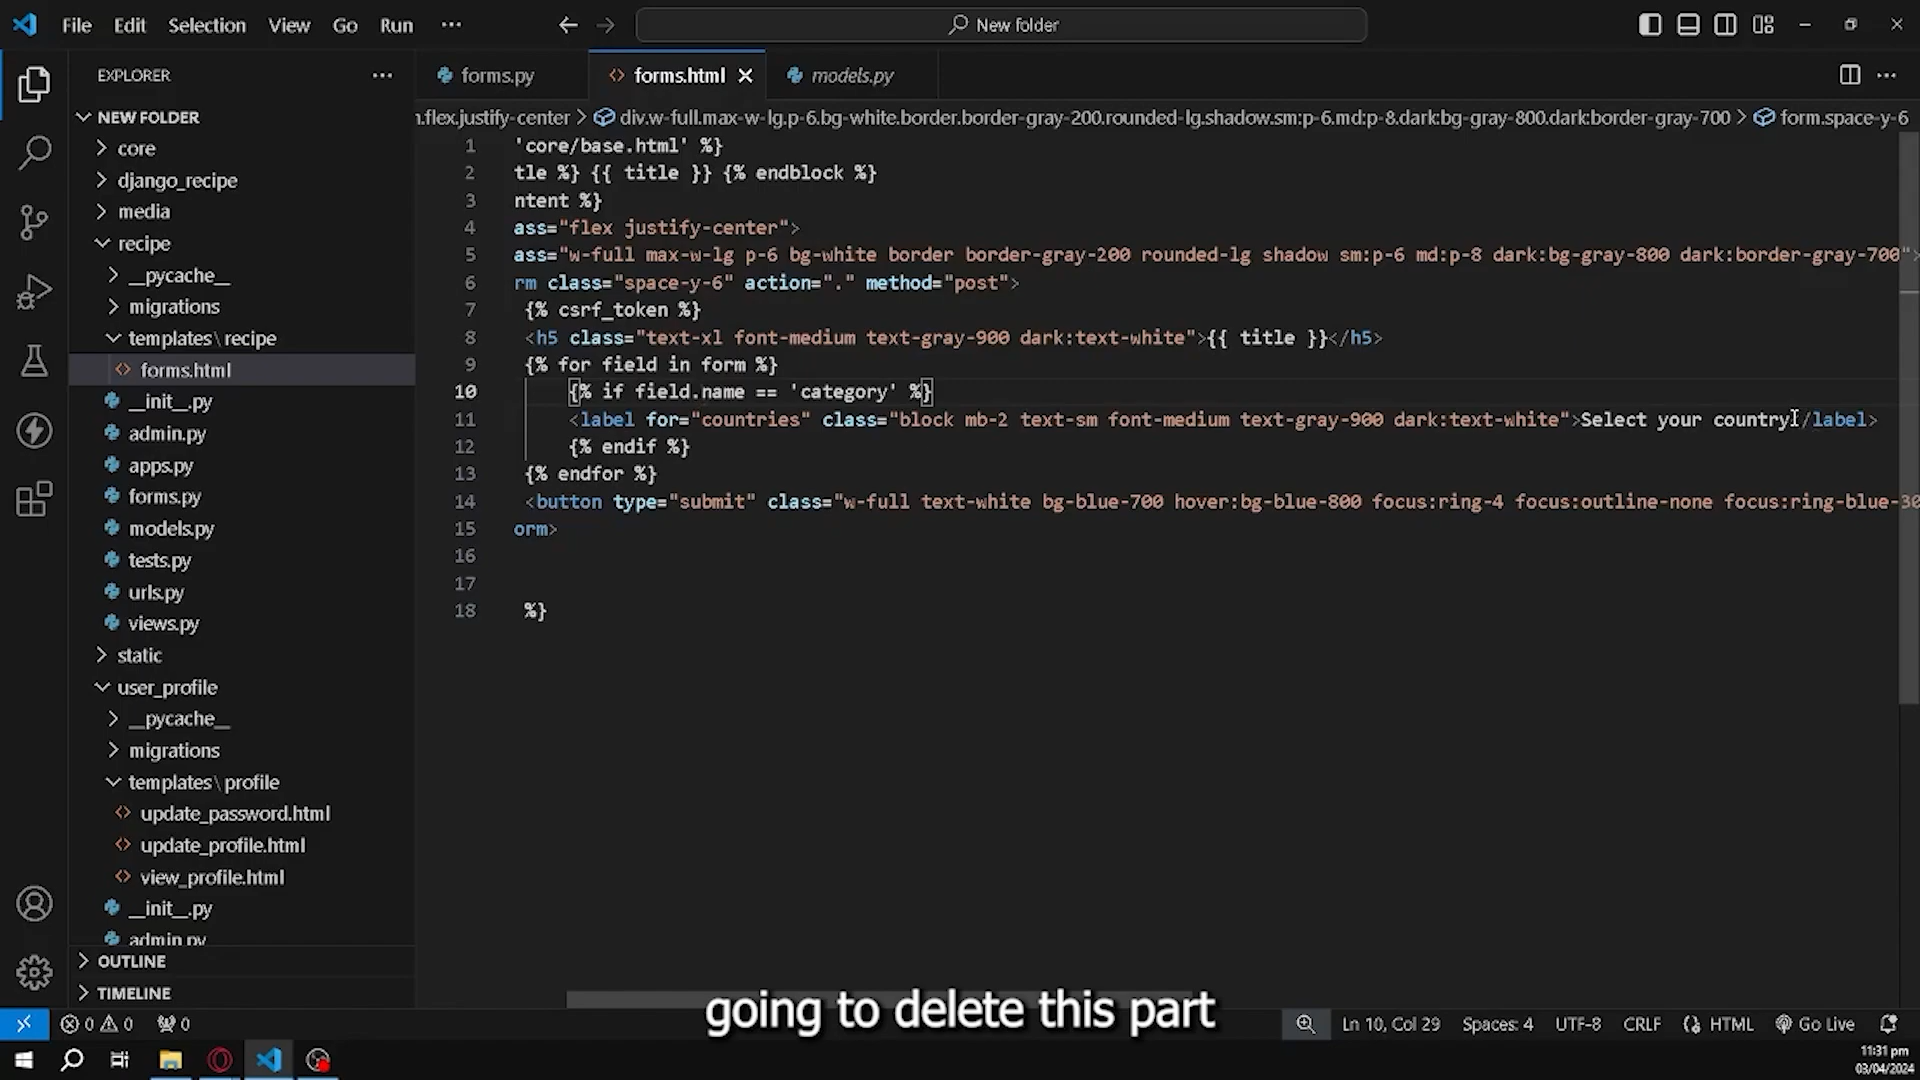 File Edit Selection View Go Run ··· New folder
EXPLORER ···
forms.py
forms.html
models.py
n.flex.justify-center > div.w-full.max-w-lg.p-6.bg-white.border.border-gray-200.rounded-lg.shadow.sm:p-6.md:p-8.dark:bg-gray-800.dark:border-gray-700 > form.space-y-6
NEW FOLDER
core
django_recipe
media
recipe
__pycache__
migrations
templates\recipe
forms.html
__init__.py
admin.py
apps.py
forms.py
models.py
tests.py
urls.py
views.py
static
user_profile
__pycache__
migrations
templates\profile
update_password.html
update_profile.html
view_profile.html
__init__.py
admin.py
OUTLINE
TIMELINE
1 'core/base.html' %}
2 tle %} {{ title }} {% endblock %}
3 ntent %}
4 ass="flex justify-center">
5 ass="w-full max-w-lg p-6 bg-white border border-gray-200 rounded-lg shadow sm:p-6 md:p-8 dark:bg-gray-800 dark:border-gray-700">
6 rm class="space-y-6" action="." method="post">
7 {% csrf_token %}
8 <h5 class="text-xl font-medium text-gray-900 dark:text-white">{{ title }}</h5>
9 {% for field in form %}
10 {% if field.name == 'category' %}
11 <label for="countries" class="block mb-2 text-sm font-medium text-gray-900 dark:text-white">Select your country</label>
12 {% endif %}
13 {% endfor %}
14 <button type="submit" class="w-full text-white bg-blue-700 hover:bg-blue-800 focus:ring-4 focus:outline-none focus:ring-blue-30
15 orm>
16
17
18 %}
going to delete this part
0 0 0 Ln 10, Col 29 Spaces: 4 UTF-8 CRLF HTML Go Live
11:31 pm
03/04/2024